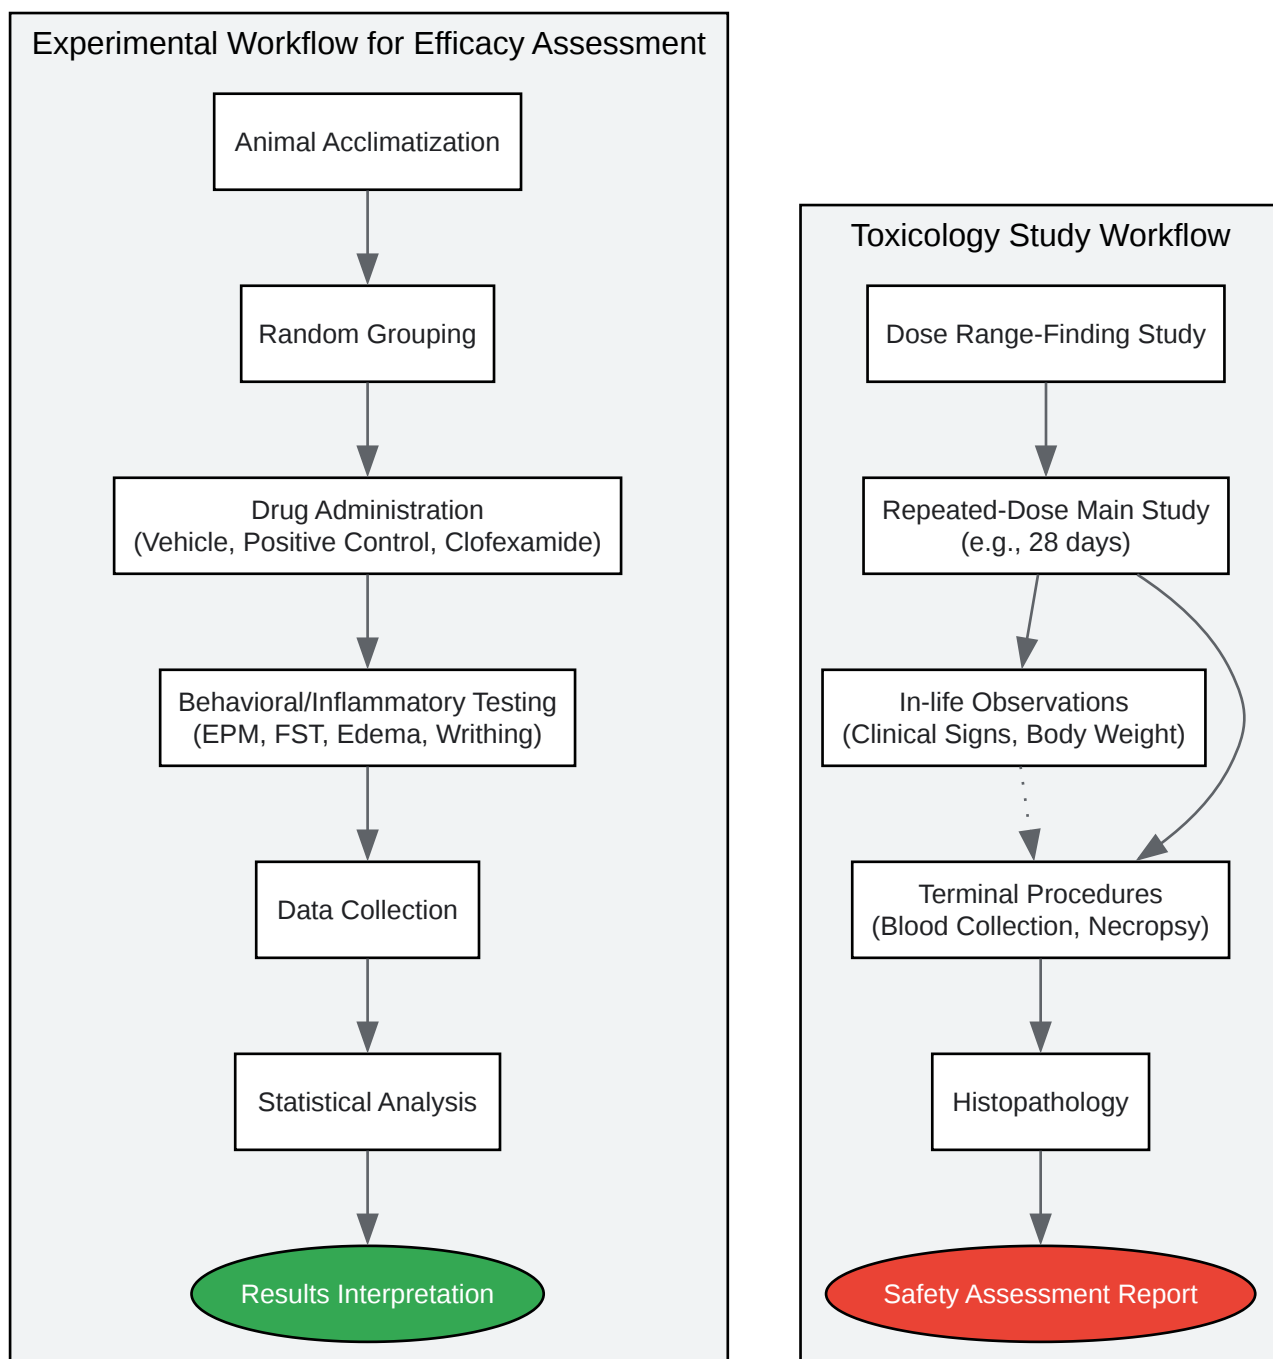 Experimental Workflow for Efficacy Assessment
Animal Acclimatization
Random Grouping
Drug Administration
(Vehicle, Positive Control, Clofexamide)
Behavioral/Inflammatory Testing
(EPM, FST, Edema, Writhing)
Data Collection
Statistical Analysis
Results Interpretation
Toxicology Study Workflow
Dose Range-Finding Study
Repeated-Dose Main Study
(e.g., 28 days)
In-life Observations
(Clinical Signs, Body Weight)
Terminal Procedures
(Blood Collection, Necropsy)
Histopathology
Safety Assessment Report